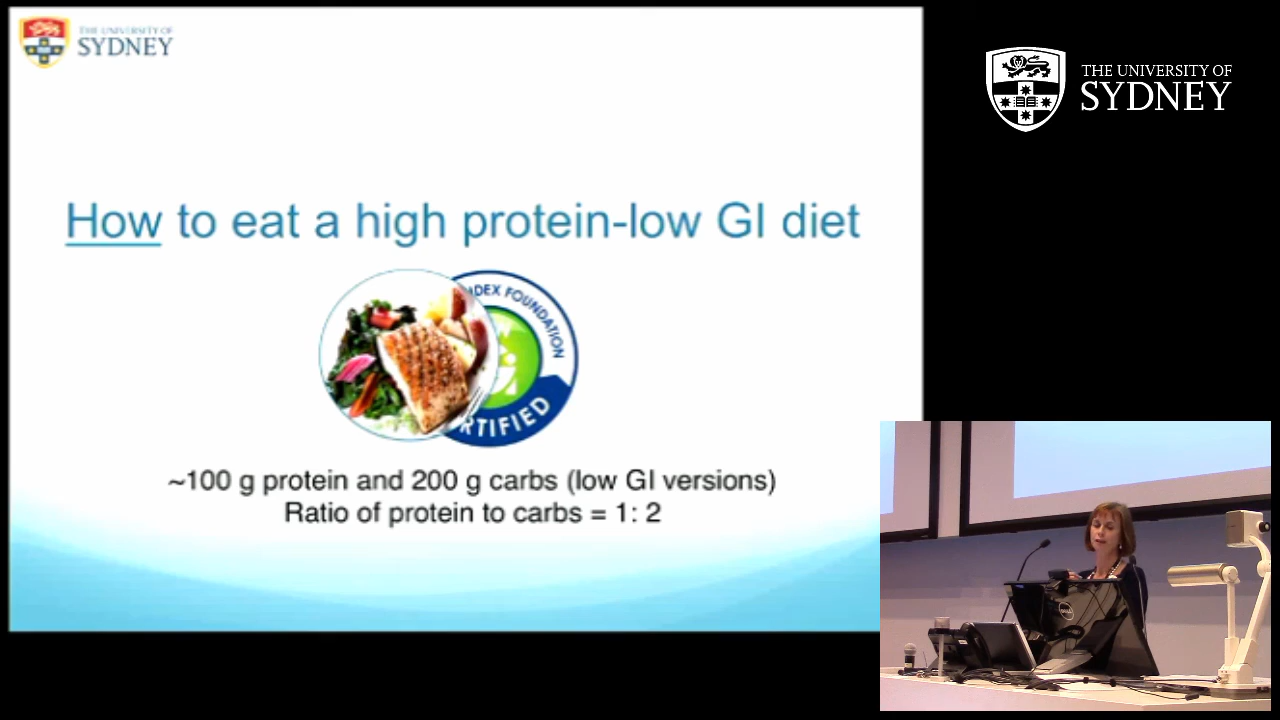 THE UNIVERSITY OF
SYDNEY
How to eat a high protein-low GI diet
DEX FOUNDATION
RTIFIED
~100 g protein and 200 g carbs (low GI versions)
Ratio of protein to carbs = 1: 2
THE UNIVERSITY OF
SYDNEY
DELL